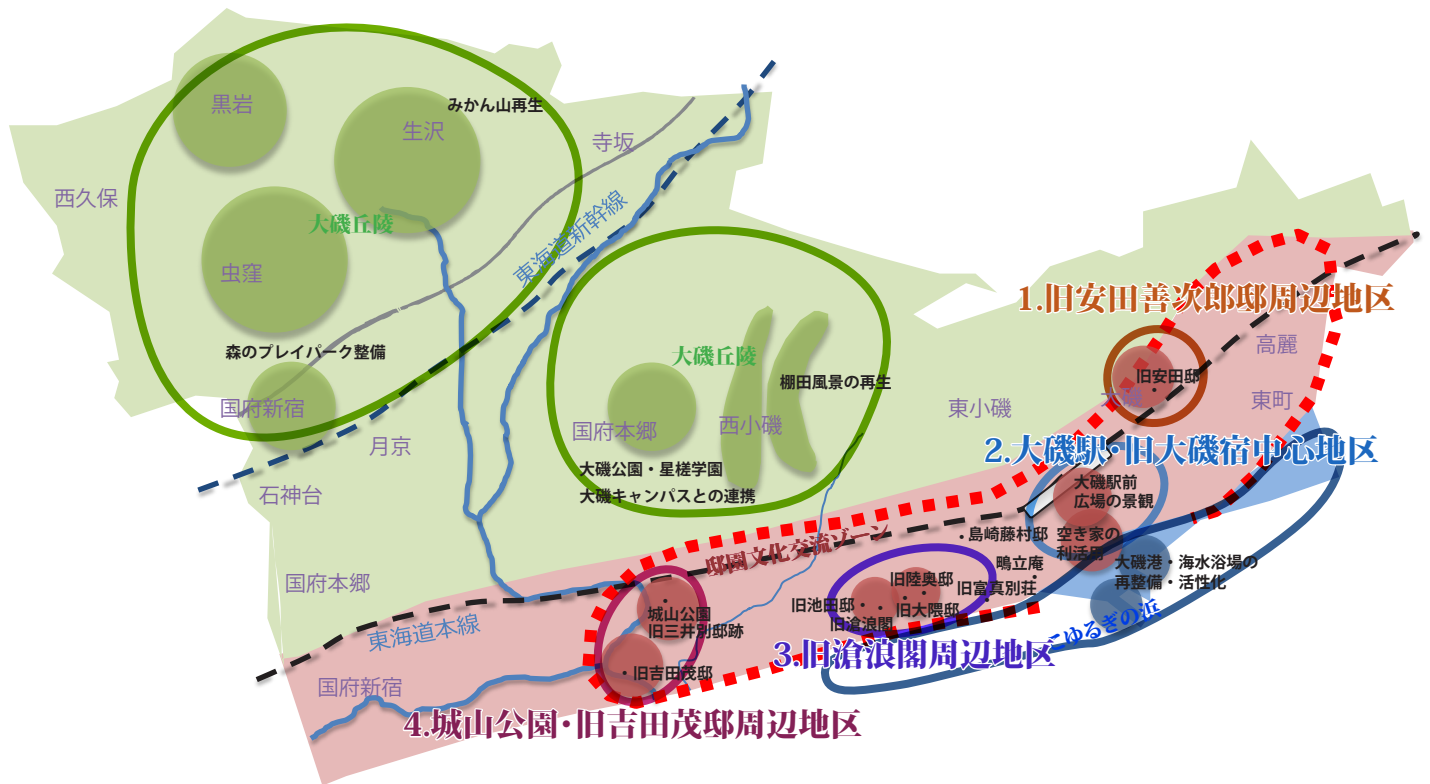 黒岩
みかん山再生
生沢
寺坂
西久保
大磯丘陵
東海道新幹線
虫窪
森のプレイパーク整備
国府新宿
月京
石神台
大磯丘陵
棚田風景の再生
国府本郷
西小磯
大磯公園・星槎学園
大磯キャンパスとの連携
東小磯
1.旧安田善次郎邸周辺地区
高麗
旧安田邸
大磯
東町
2.大磯駅・旧大磯宿中心地区
大磯駅前
広場の景観
島崎藤村邸
空き家の
利活用
鴫立庵
大磯港・海水浴場の
再整備・活性化
邸園文化交流ゾーン
旧陸奥邸
旧富真別荘
旧池田邸
旧大隈邸
旧滄浪閣
こゆるぎの浜
3.旧滄浪閣周辺地区
国府本郷
東海道本線
城山公園
旧三井別邸跡
旧吉田茂邸
国府新宿
4.城山公園・旧吉田茂邸周辺地区